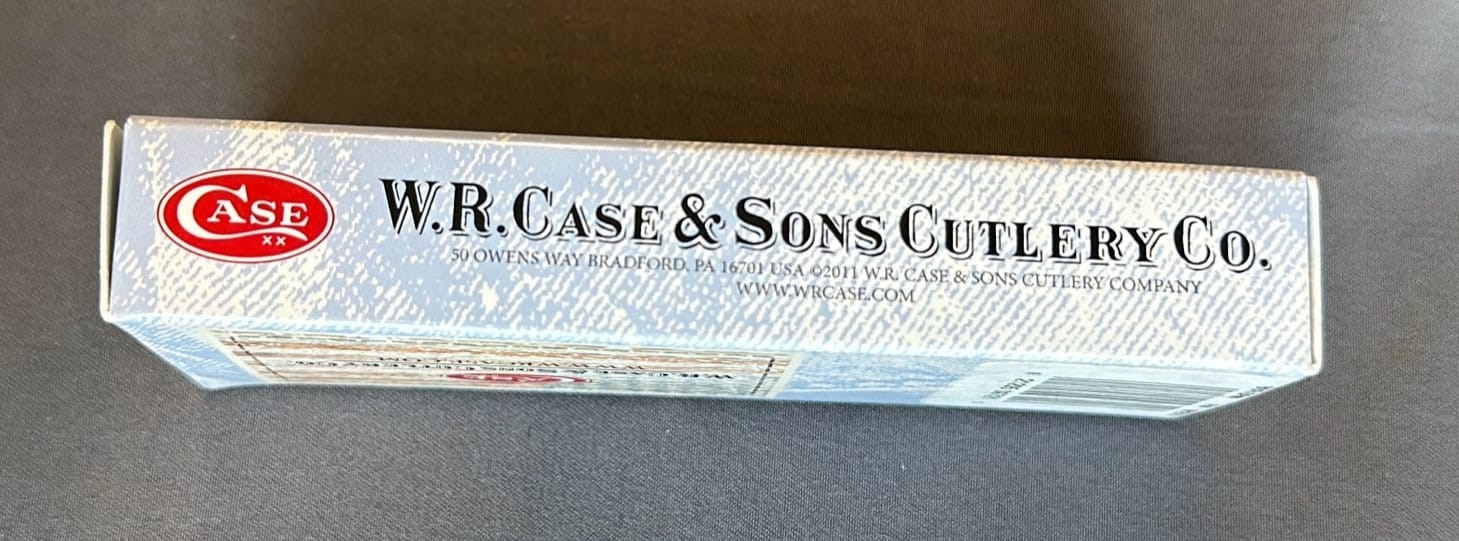 CASE
XX
W.R. CASE & SONS CUTLERY CO.
50 OWENS WAY BRADFORD, PA 16701 USA ©2011 W.R. CASE & SONS CUTLERY COMPANY
WWW.WRCASE.COM